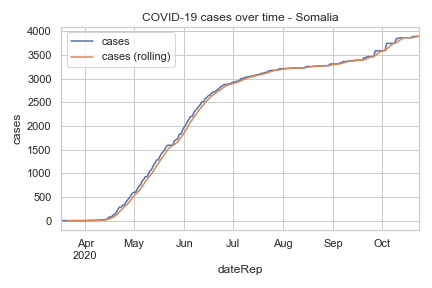 COVID-19 cases over time - Somalia
cases
cases (rolling)
4000
3500
3000
2500
2000
1500
1000
500
0
cases
Apr
2020
May
Jun
Jul
Aug
Sep
Oct
dateRep